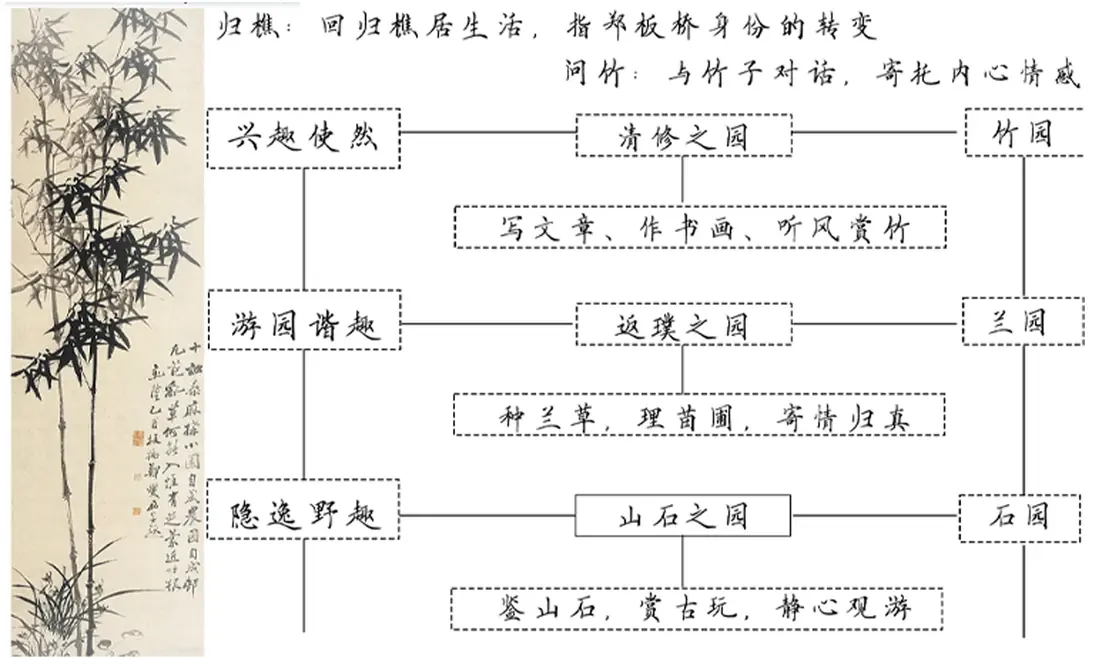 归樵：回归樵居生活，指郑板桥身份的转变
问竹：与竹子对话，寄托内心情感
兴趣使然
清修之园
竹园
写文章、作书画、听风赏竹
游园谐趣
返璞之园
兰园
种兰草，理苗圃，寄情归真
隐逸野趣
山石之园
石园
鉴山石，赏古玩，静心观游